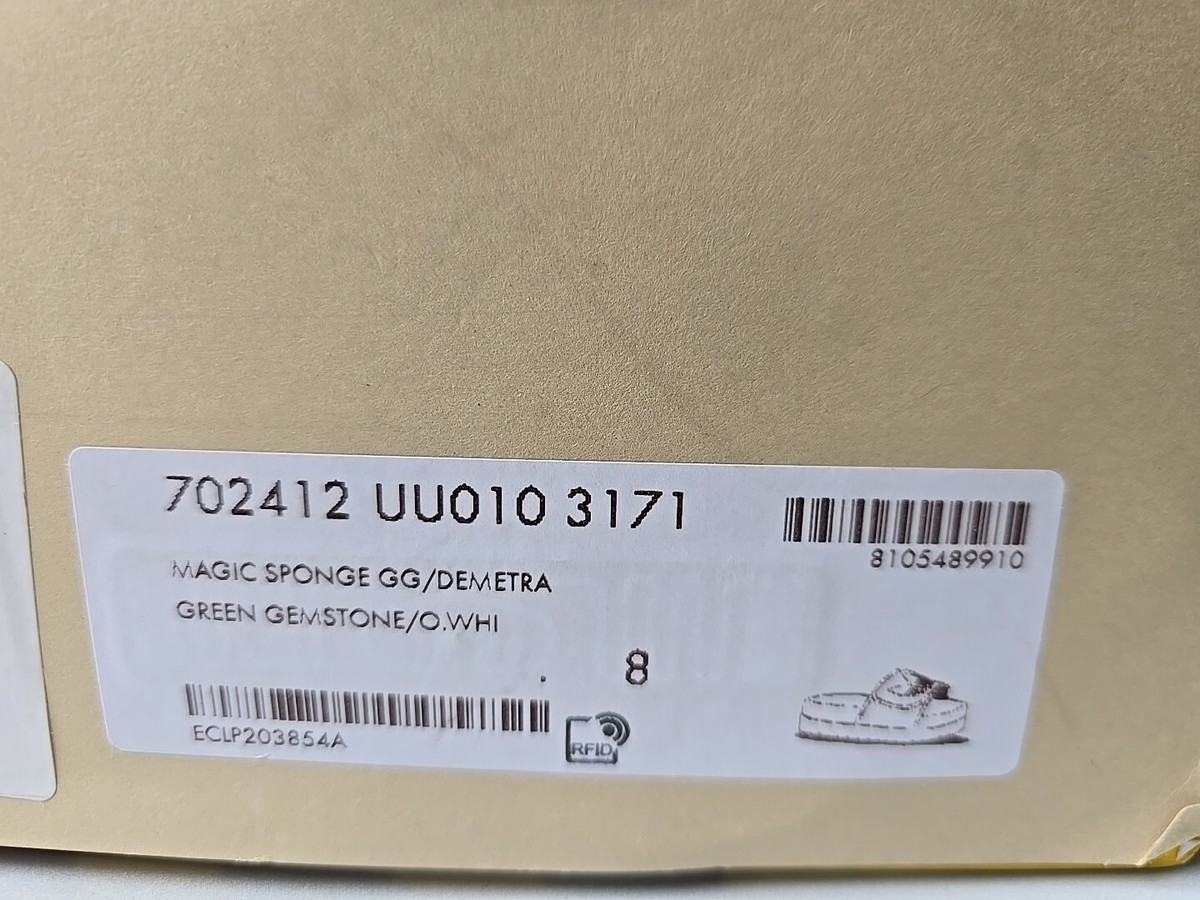 702412 UU010 3171
8105489910
MAGIC SPONGE GG/DEMETRA
GREEN GEMSTONE/O.WHI
. 8
ECLP203854A
RFID